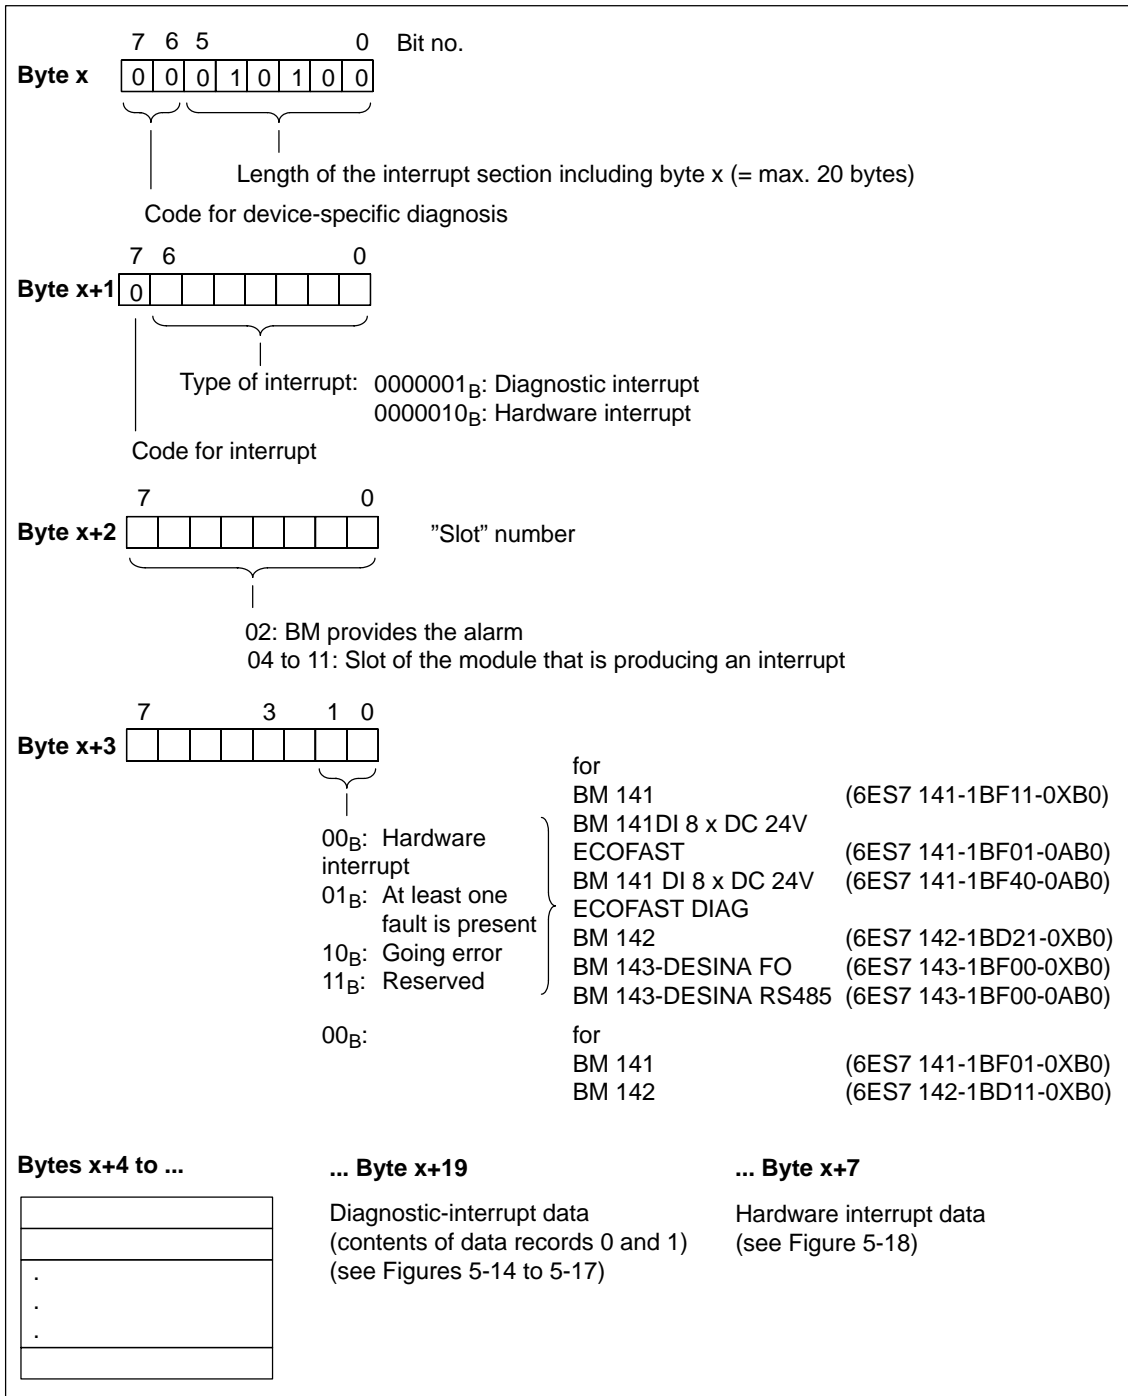 7 6 5 0 Bit no.
Byte x 0 0 0 1 0 1 0 0
Length of the interrupt section including byte x (= max. 20 bytes)
Code for device-specific diagnosis
7 6 0
Byte x+1 0
Type of interrupt: 0000001B: Diagnostic interrupt
0000010B: Hardware interrupt
Code for interrupt
7 0
Byte x+2 ”Slot” number
02: BM provides the alarm
04 to 11: Slot of the module that is producing an interrupt
7 3 1 0
Byte x+3
00B: Hardware
interrupt
01B: At least one
fault is present
10B: Going error
11B: Reserved
for
BM 141 (6ES7 141-1BF11-0XB0)
BM 141DI 8 x DC 24V
ECOFAST (6ES7 141-1BF01-0AB0)
BM 141 DI 8 x DC 24V (6ES7 141-1BF40-0AB0)
ECOFAST DIAG
BM 142 (6ES7 142-1BD21-0XB0)
BM 143-DESINA FO (6ES7 143-1BF00-0XB0)
BM 143-DESINA RS485 (6ES7 143-1BF00-0AB0)
00B: for
BM 141 (6ES7 141-1BF01-0XB0)
BM 142 (6ES7 142-1BD11-0XB0)
Bytes x+4 to ...
.
.
.
... Byte x+19
Diagnostic-interrupt data
(contents of data records 0 and 1)
(see Figures 5-14 to 5-17)
... Byte x+7
Hardware interrupt data
(see Figure 5-18)